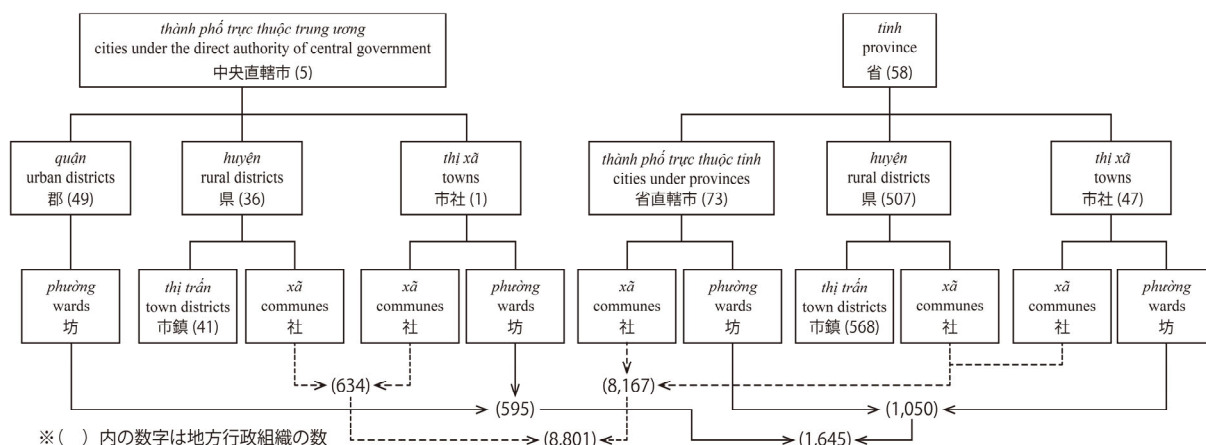 thành phố trực thuộc trung ương
cities under the direct authority of central government
中央直轄市 (5)
tỉnh
province
省 (58)
quận
urban districts
郡 (49)
huyện
rural districts
県 (36)
thị xã
towns
市社 (1)
thành phố trực thuộc tỉnh
cities under provinces
省直轄市 (73)
huyện
rural districts
県 (507)
thị xã
towns
市社 (47)
phường
wards
坊
thị trấn
town districts
市鎮 (41)
xã
communes
社
xã
communes
社
phường
wards
坊
xã
communes
社
phường
wards
坊
thị trấn
town districts
市鎮 (568)
xã
communes
社
xã
communes
社
phường
wards
坊
(634)
(8,167)
(595)
(1,050)
※( ) 内の数字は地方行政組織の数
(8,801)
(1,645)